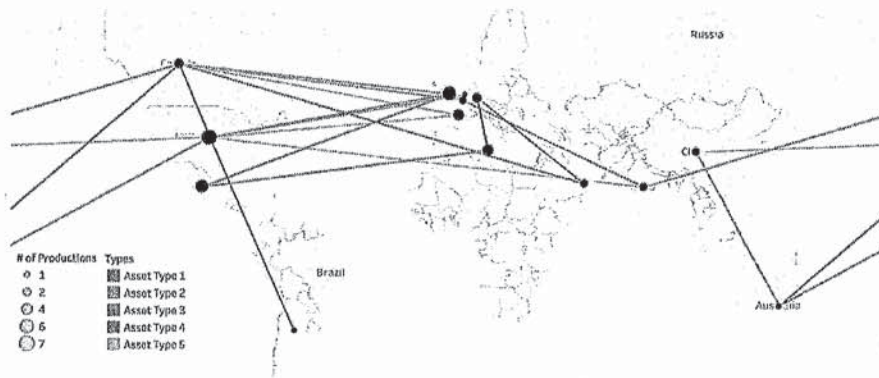 Russia
Brazil
# of Productions Types
1 Asset Type 1
2 Asset Type 2
4 Asset Type 3
6 Asset Type 4
7 Asset Type 5